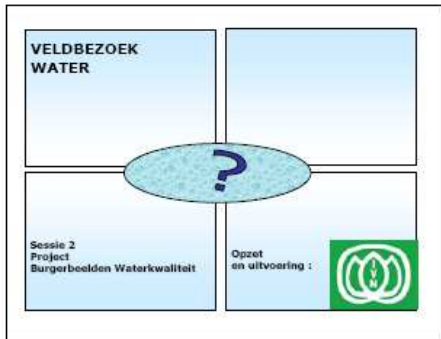 VELDBEZOEK
WATER
?
Sessie 2
Project
Burgerbeelden Waterkwaliteit
Opzet
en uitvoering :
IVN